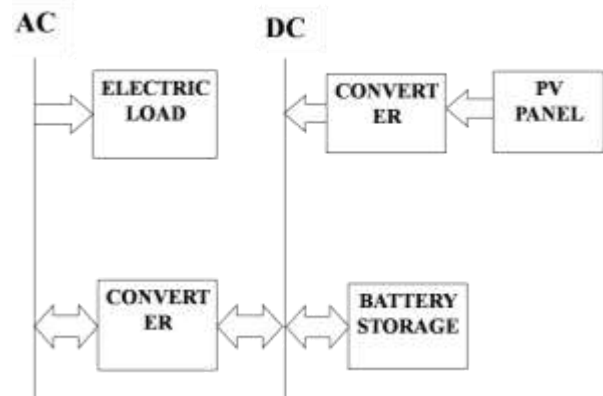 AC
DC
ELECTRIC
LOAD
CONVERT
ER
PV
PANEL
CONVERT
ER
BATTERY
STORAGE